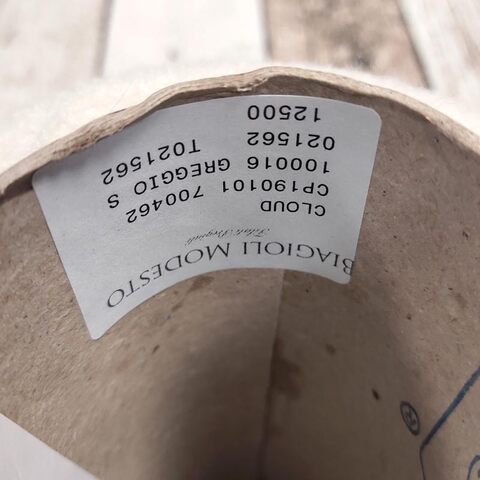 BIAGIOLI MODESTO
Filati Pregiati
CLOUD
CP190101 700462
100016 GREGGIO S
021562 T021562
12500